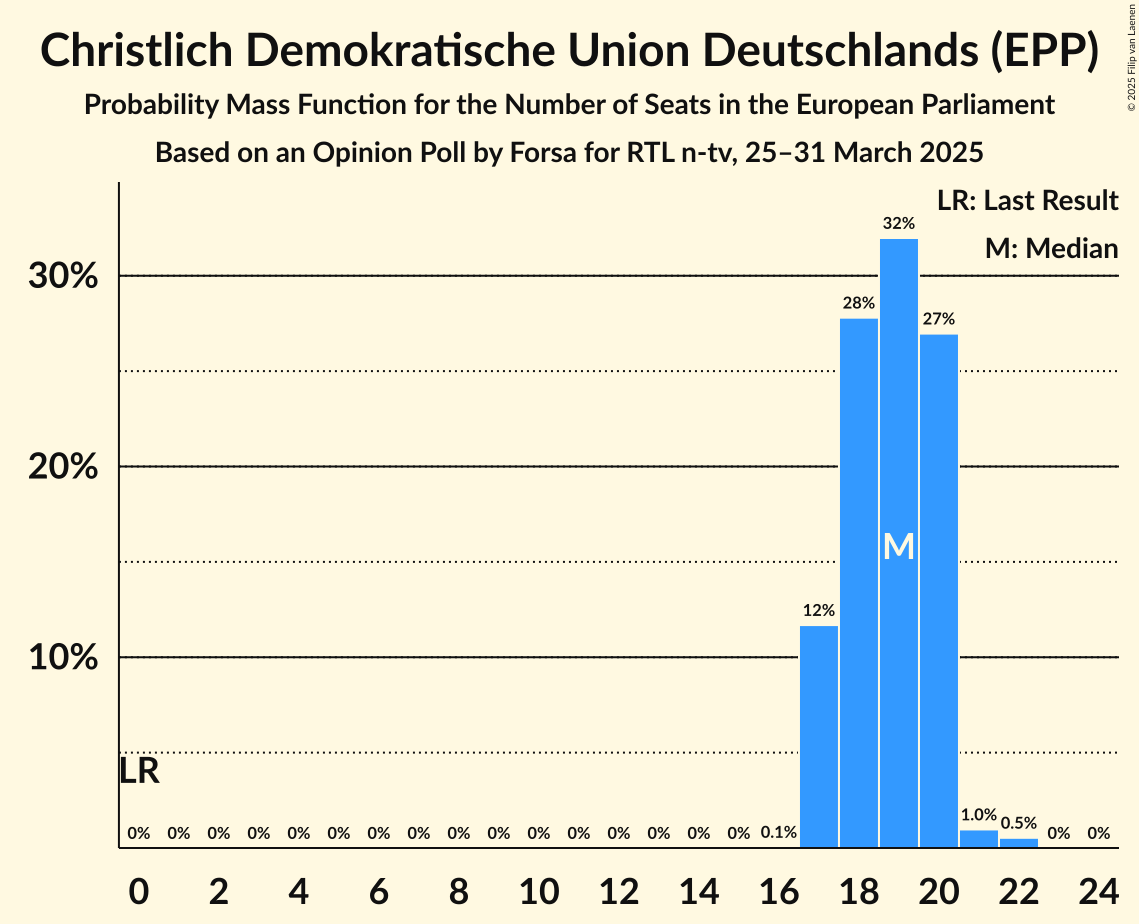 Christlich Demokratische Union Deutschlands (EPP)
Probability Mass Function for the Number of Seats in the European Parliament
Based on an Opinion Poll by Forsa for RTL n-tv, 25–31 March 2025
© 2025 Filip van Laenen
LR: Last Result
M: Median
30%
20%
10%
32%
28%
27%
12%
M
LR
0% 0% 0% 0% 0% 0% 0% 0% 0% 0% 0% 0% 0% 0% 0% 0% 0.1% 1.0% 0.5% 0% 0%
0 2 4 6 8 10 12 14 16 18 20 22 24